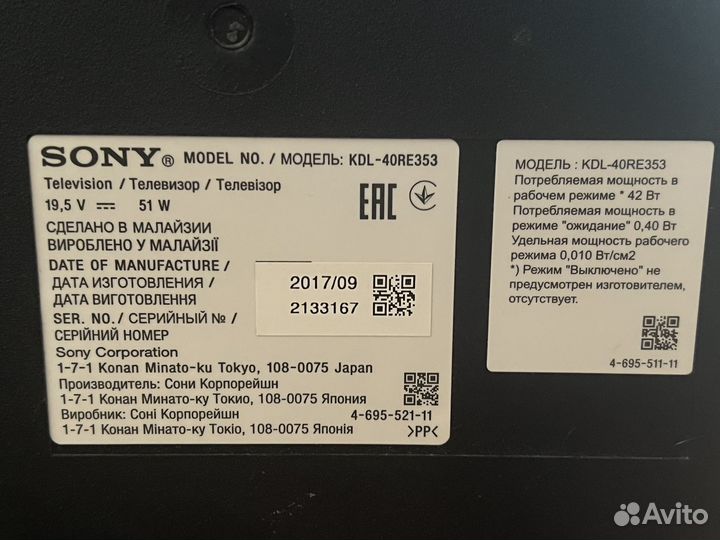 SONY® MODEL NO. / МОДЕЛЬ: KDL-40RE353
Television / Телевизор / Телевізор
19,5 V ⎓ 51 W
EAC
СДЕЛАНО В МАЛАЙЗИИ
ВИРОБЛЕНО У МАЛАЙЗІЇ
DATE OF MANUFACTURE /
ДАТА ИЗГОТОВЛЕНИЯ /
ДАТА ВИГОТОВЛЕННЯ
2017/09
2133167
SER. NO. / СЕРИЙНЫЙ № /
СЕРІЙНИЙ НОМЕР
Sony Corporation
1-7-1 Konan Minato-ku Tokyo, 108-0075 Japan
Производитель: Сони Корпорейшн
1-7-1 Конан Минато-ку Токио, 108-0075 Япония
Виробник: Соні Корпорейшн
4-695-521-11
1-7-1 Конан Мінато-ку Токіо, 108-0075 Японія
>PP<
МОДЕЛЬ : KDL-40RE353
Потребляемая мощность в
рабочем режиме * 42 Вт
Потребляемая мощность в
режиме "ожидание" 0,40 Вт
Удельная мощность рабочего
режима 0,010 Вт/см2
*) Режим "Выключено" не
предусмотрен изготовителем,
отсутствует.
4-695-511-11
Avito